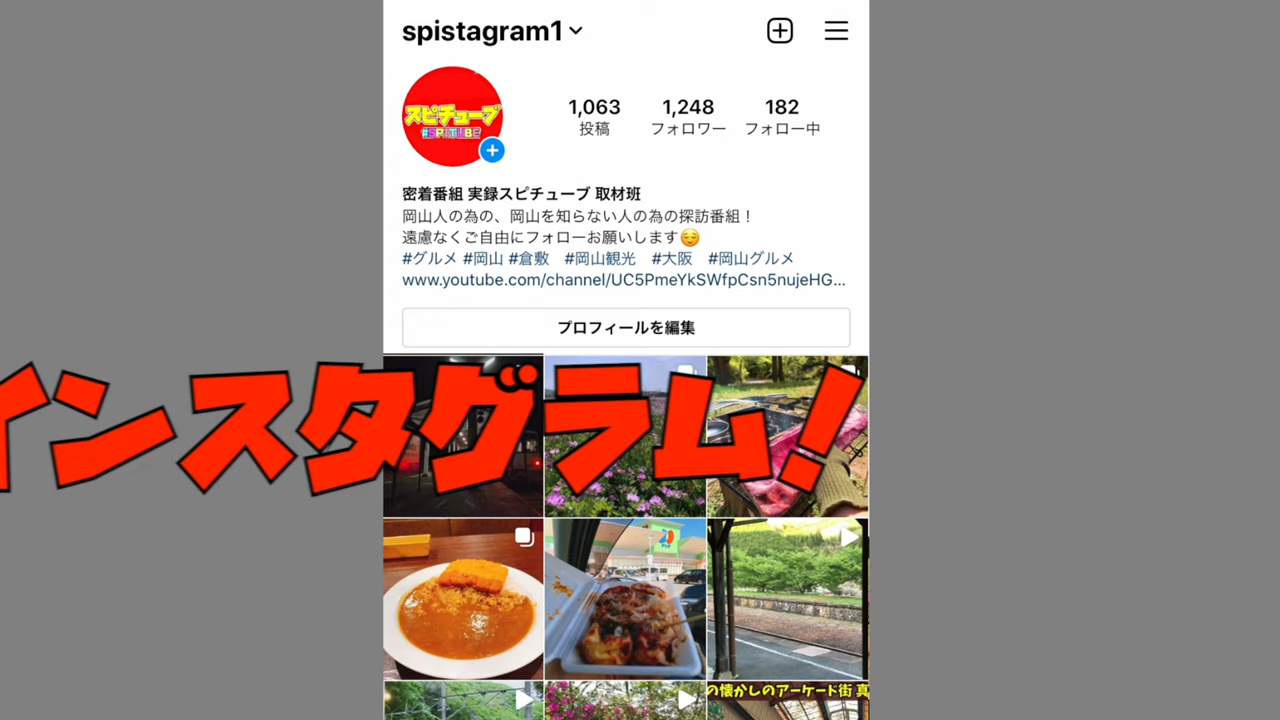 spistagram1
スピチューブ
#SPITUBE
1,063
投稿
1,248
フォロワー
182
フォロー中
密着番組 実録スピチューブ 取材班
岡山人の為の、岡山を知らない人の為の探訪番組！
遠慮なくご自由にフォローお願いします😌
#グルメ #岡山 #倉敷　#岡山観光　#大阪　#岡山グルメ
www.youtube.com/channel/UC5PmeYkSWfpCsn5nujeHG...
プロフィールを編集
インスタグラム！
の懐かしのアーケード街 真